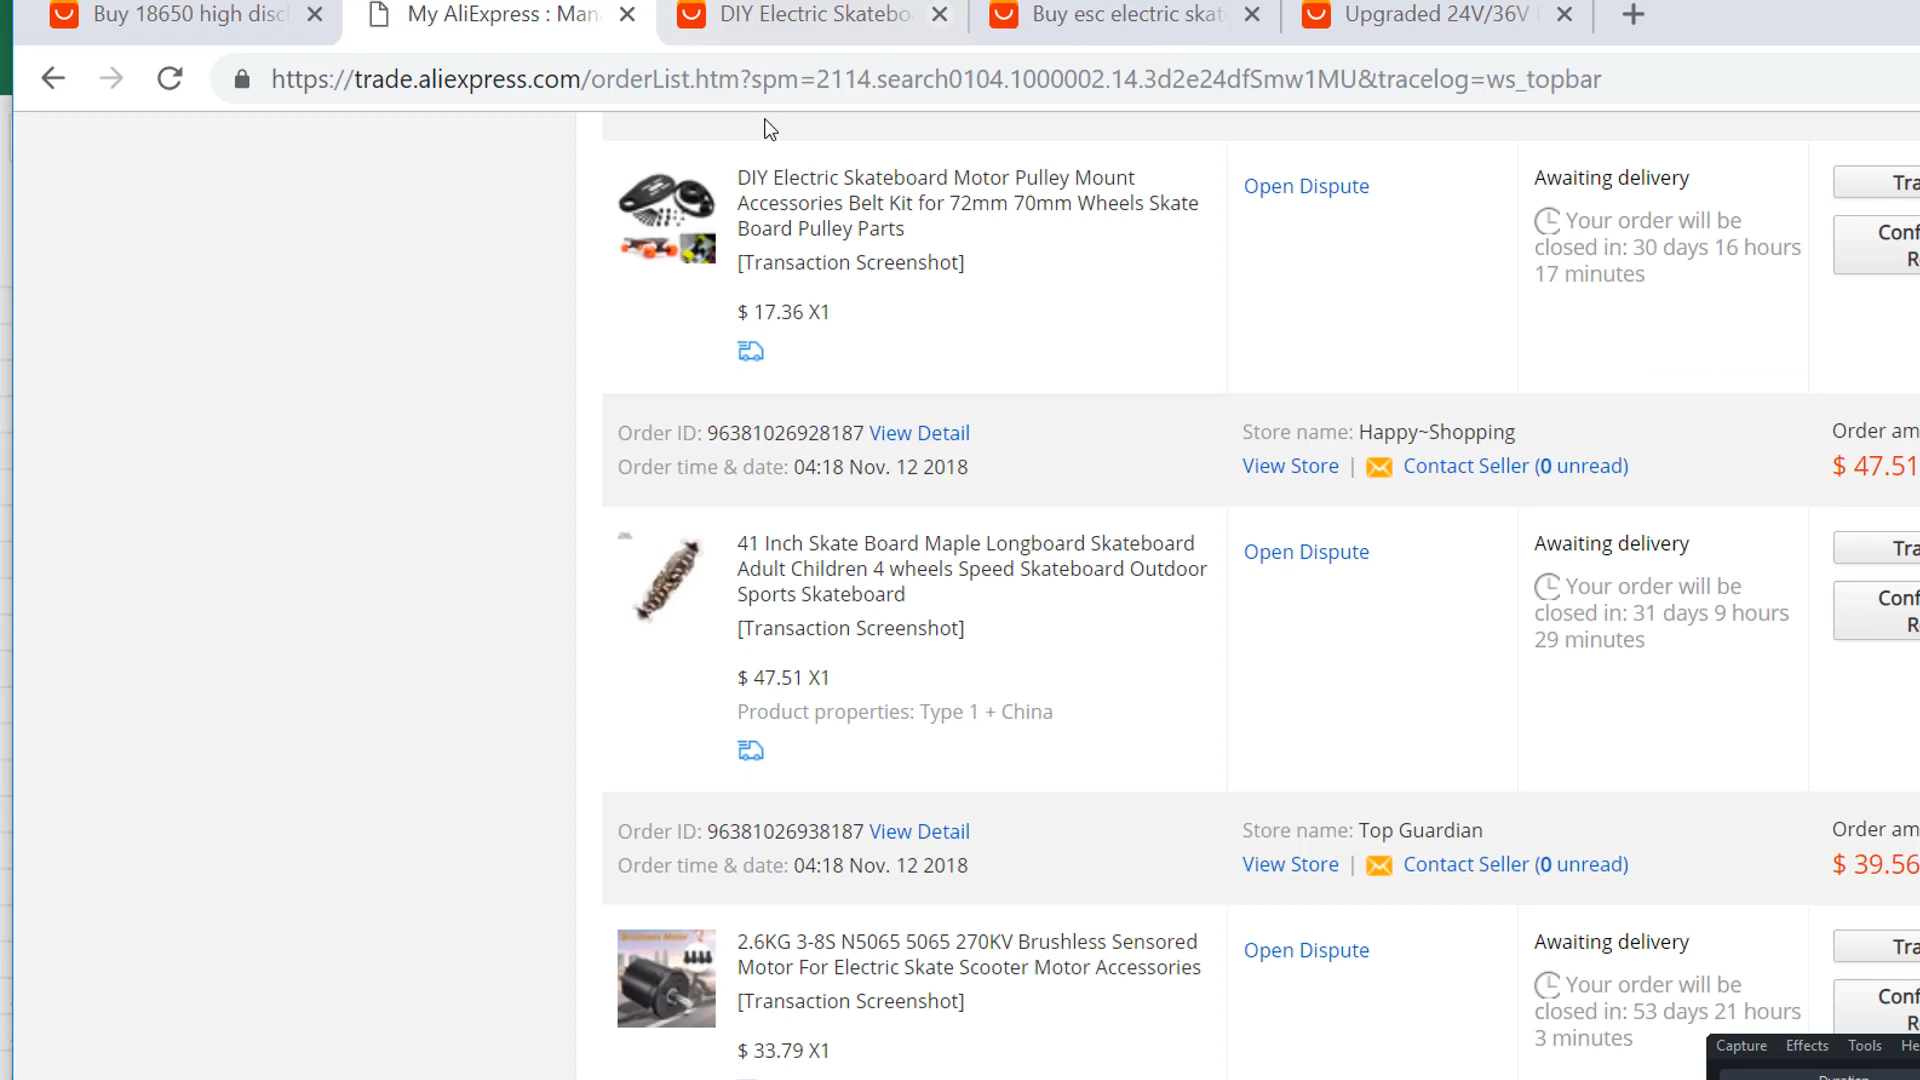 Buy 18650 high disc
My AliExpress : Man
DIY Electric Skatebo
Buy esc electric skat
Upgraded 24V/36V
https://trade.aliexpress.com/orderList.htm?spm=2114.search0104.1000002.14.3d2e24dfSmw1MU&tracelog=ws_topbar
DIY Electric Skateboard Motor Pulley Mount
Accessories Belt Kit for 72mm 70mm Wheels Skate
Board Pulley Parts
[Transaction Screenshot]
$ 17.36 X1
Open Dispute
Awaiting delivery
Your order will be
closed in: 30 days 16 hours
17 minutes
Tra
Conf
R
Order ID: 96381026928187 View Detail
Order time & date: 04:18 Nov. 12 2018
Store name: Happy~Shopping
View Store | Contact Seller (0 unread)
Order am
$ 47.51
41 Inch Skate Board Maple Longboard Skateboard
Adult Children 4 wheels Speed Skateboard Outdoor
Sports Skateboard
[Transaction Screenshot]
$ 47.51 X1
Product properties: Type 1 + China
Open Dispute
Awaiting delivery
Your order will be
closed in: 31 days 9 hours
29 minutes
Tra
Conf
R
Order ID: 96381026938187 View Detail
Order time & date: 04:18 Nov. 12 2018
Store name: Top Guardian
View Store | Contact Seller (0 unread)
Order am
$ 39.56
Brushless Motor
2.6KG 3-8S N5065 5065 270KV Brushless Sensored
Motor For Electric Skate Scooter Motor Accessories
[Transaction Screenshot]
$ 33.79 X1
Open Dispute
Awaiting delivery
Your order will be
closed in: 53 days 21 hours
3 minutes
Tra
Conf
R
Capture Effects Tools He